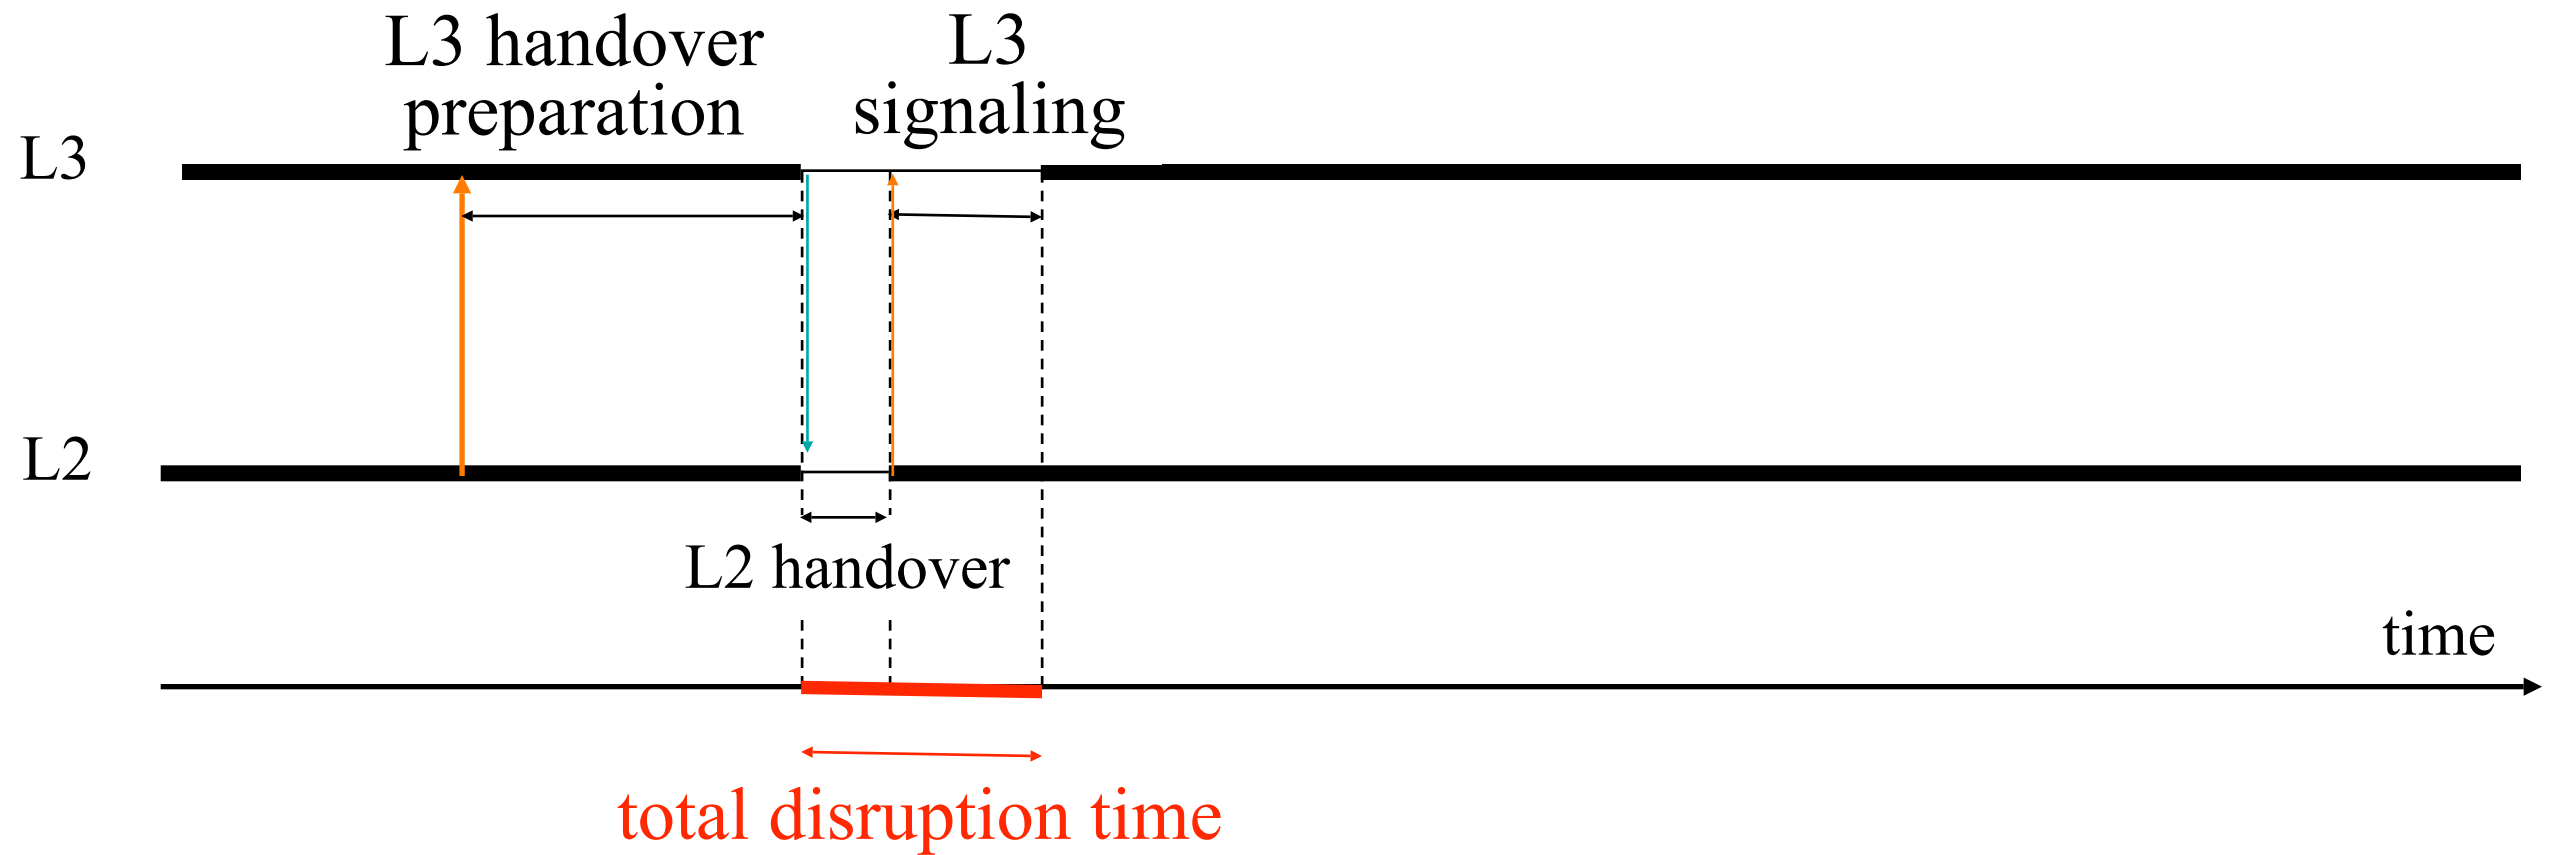 L3 handover
preparation
L3
signaling
L3
L2
L2 handover
time
total disruption time